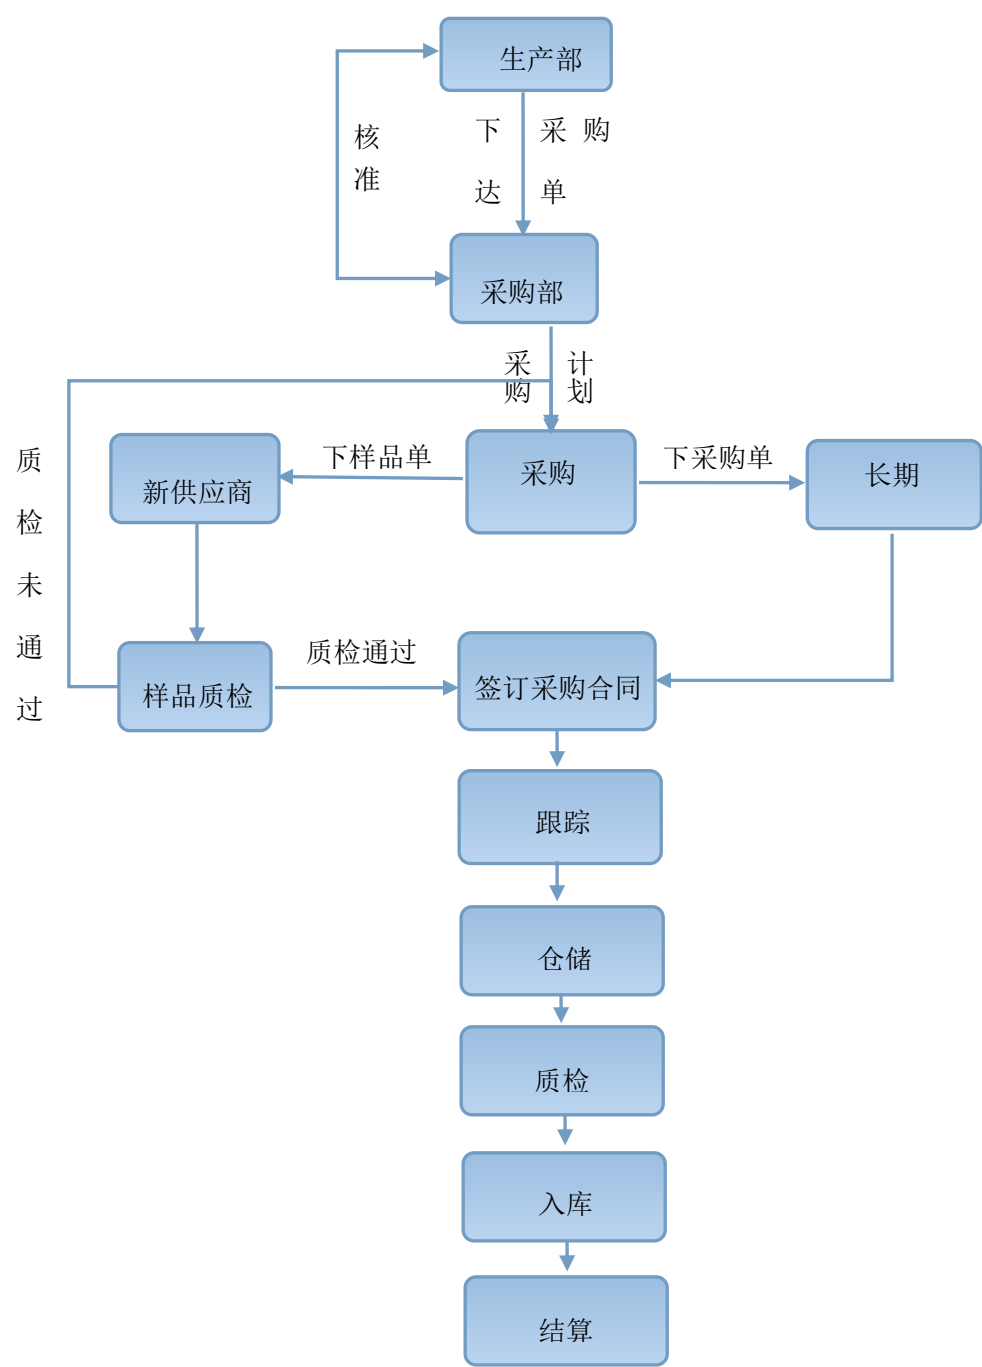 生产部
核准
下达
采购单
采购部
采购
计划
质检未通过
新供应商
下样品单
采购
下采购单
长期
样品质检
质检通过
签订采购合同
跟踪
仓储
质检
入库
结算